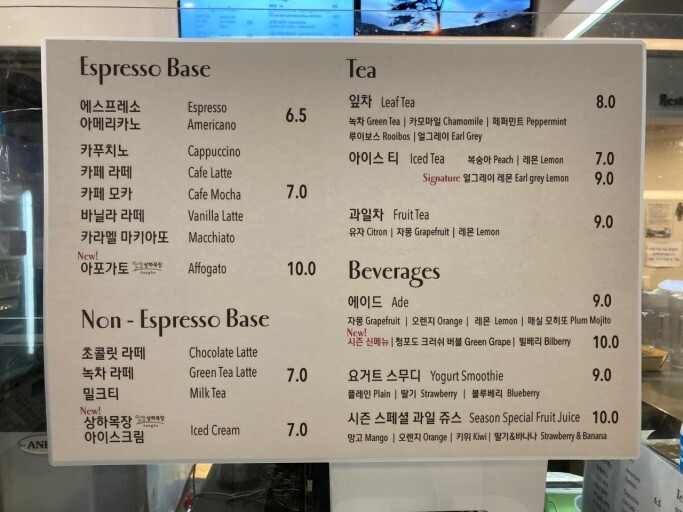 Espresso Base
에스프레소 Espresso
아메리카노 Americano
6.5
카푸치노 Cappuccino
카페 라떼 Cafe Latte
카페 모카 Cafe Mocha 7.0
바닐라 라떼 Vanilla Latte
카라멜 마키아또 Macchiato
New!
아포가토 상하목장 Affogato 10.0
Non - Espresso Base
초콜릿 라떼 Chocolate Latte
녹차 라떼 Green Tea Latte 7.0
밀크티 Milk Tea
New!
상하목장 상하목장
아이스크림 Iced Cream 7.0
Tea
잎차 Leaf Tea 8.0
녹차 Green Tea | 카모마일 Chamomile | 페퍼민트 Peppermint
루이보스 Rooibos | 얼그레이 Earl Grey
아이스 티 Iced Tea 복숭아 Peach | 레몬 Lemon 7.0
Signature 얼그레이 레몬 Earl grey Lemon 9.0
과일차 Fruit Tea 9.0
유자 Citron | 자몽 Grapefruit | 레몬 Lemon
Beverages
에이드 Ade 9.0
자몽 Grapefruit | 오렌지 Orange | 레몬 Lemon | 매실 모히또 Plum Mojito
New!
시즌 신메뉴 | 청포도 크러쉬 버블 Green Grape | 빌베리 Bilberry 10.0
요거트 스무디 Yogurt Smoothie 9.0
플레인 Plain | 딸기 Strawberry | 블루베리 Blueberry
시즌 스페셜 과일 쥬스 Season Special Fruit Juice 10.0
망고 Mango | 오렌지 Orange | 키위 Kiwi | 딸기&바나나 Strawberry & Banana